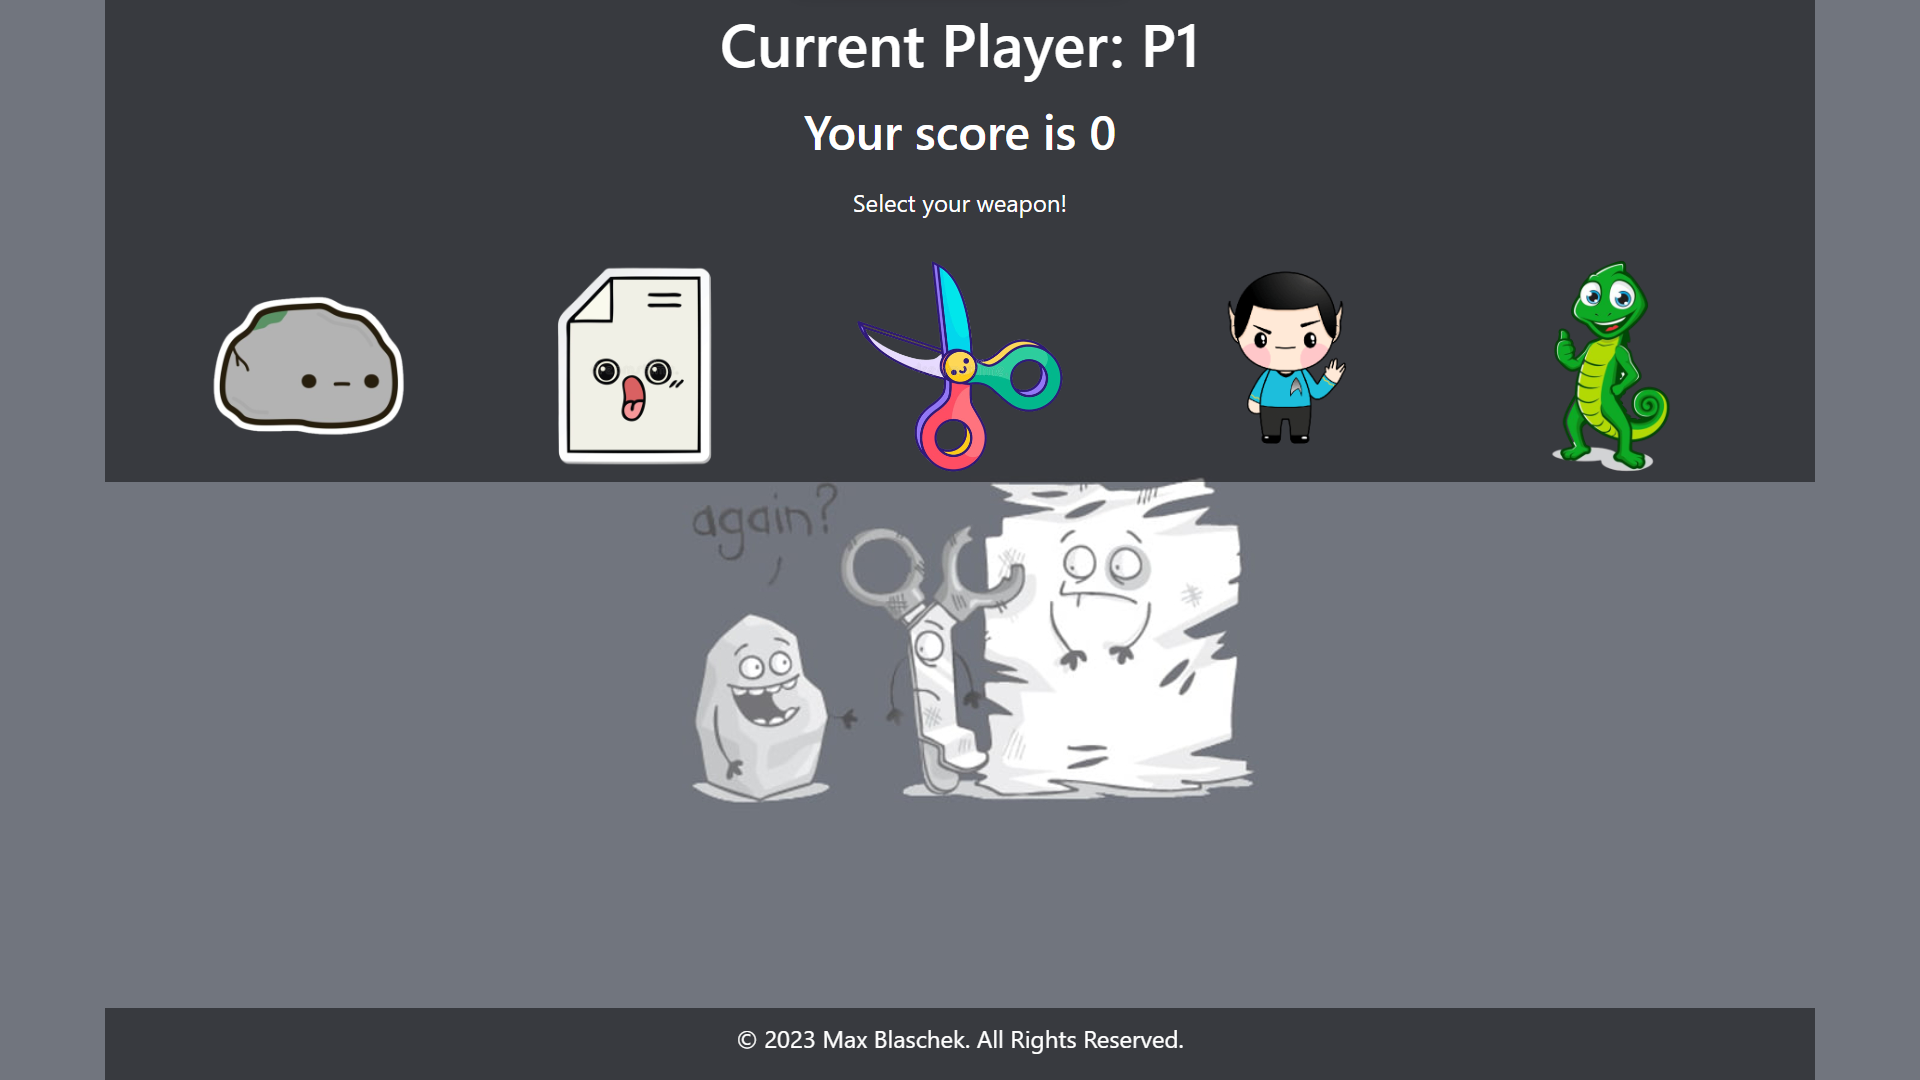 Current Player: P1
Your score is 0
Select your weapon!
again?
© 2023 Max Blaschek. All Rights Reserved.